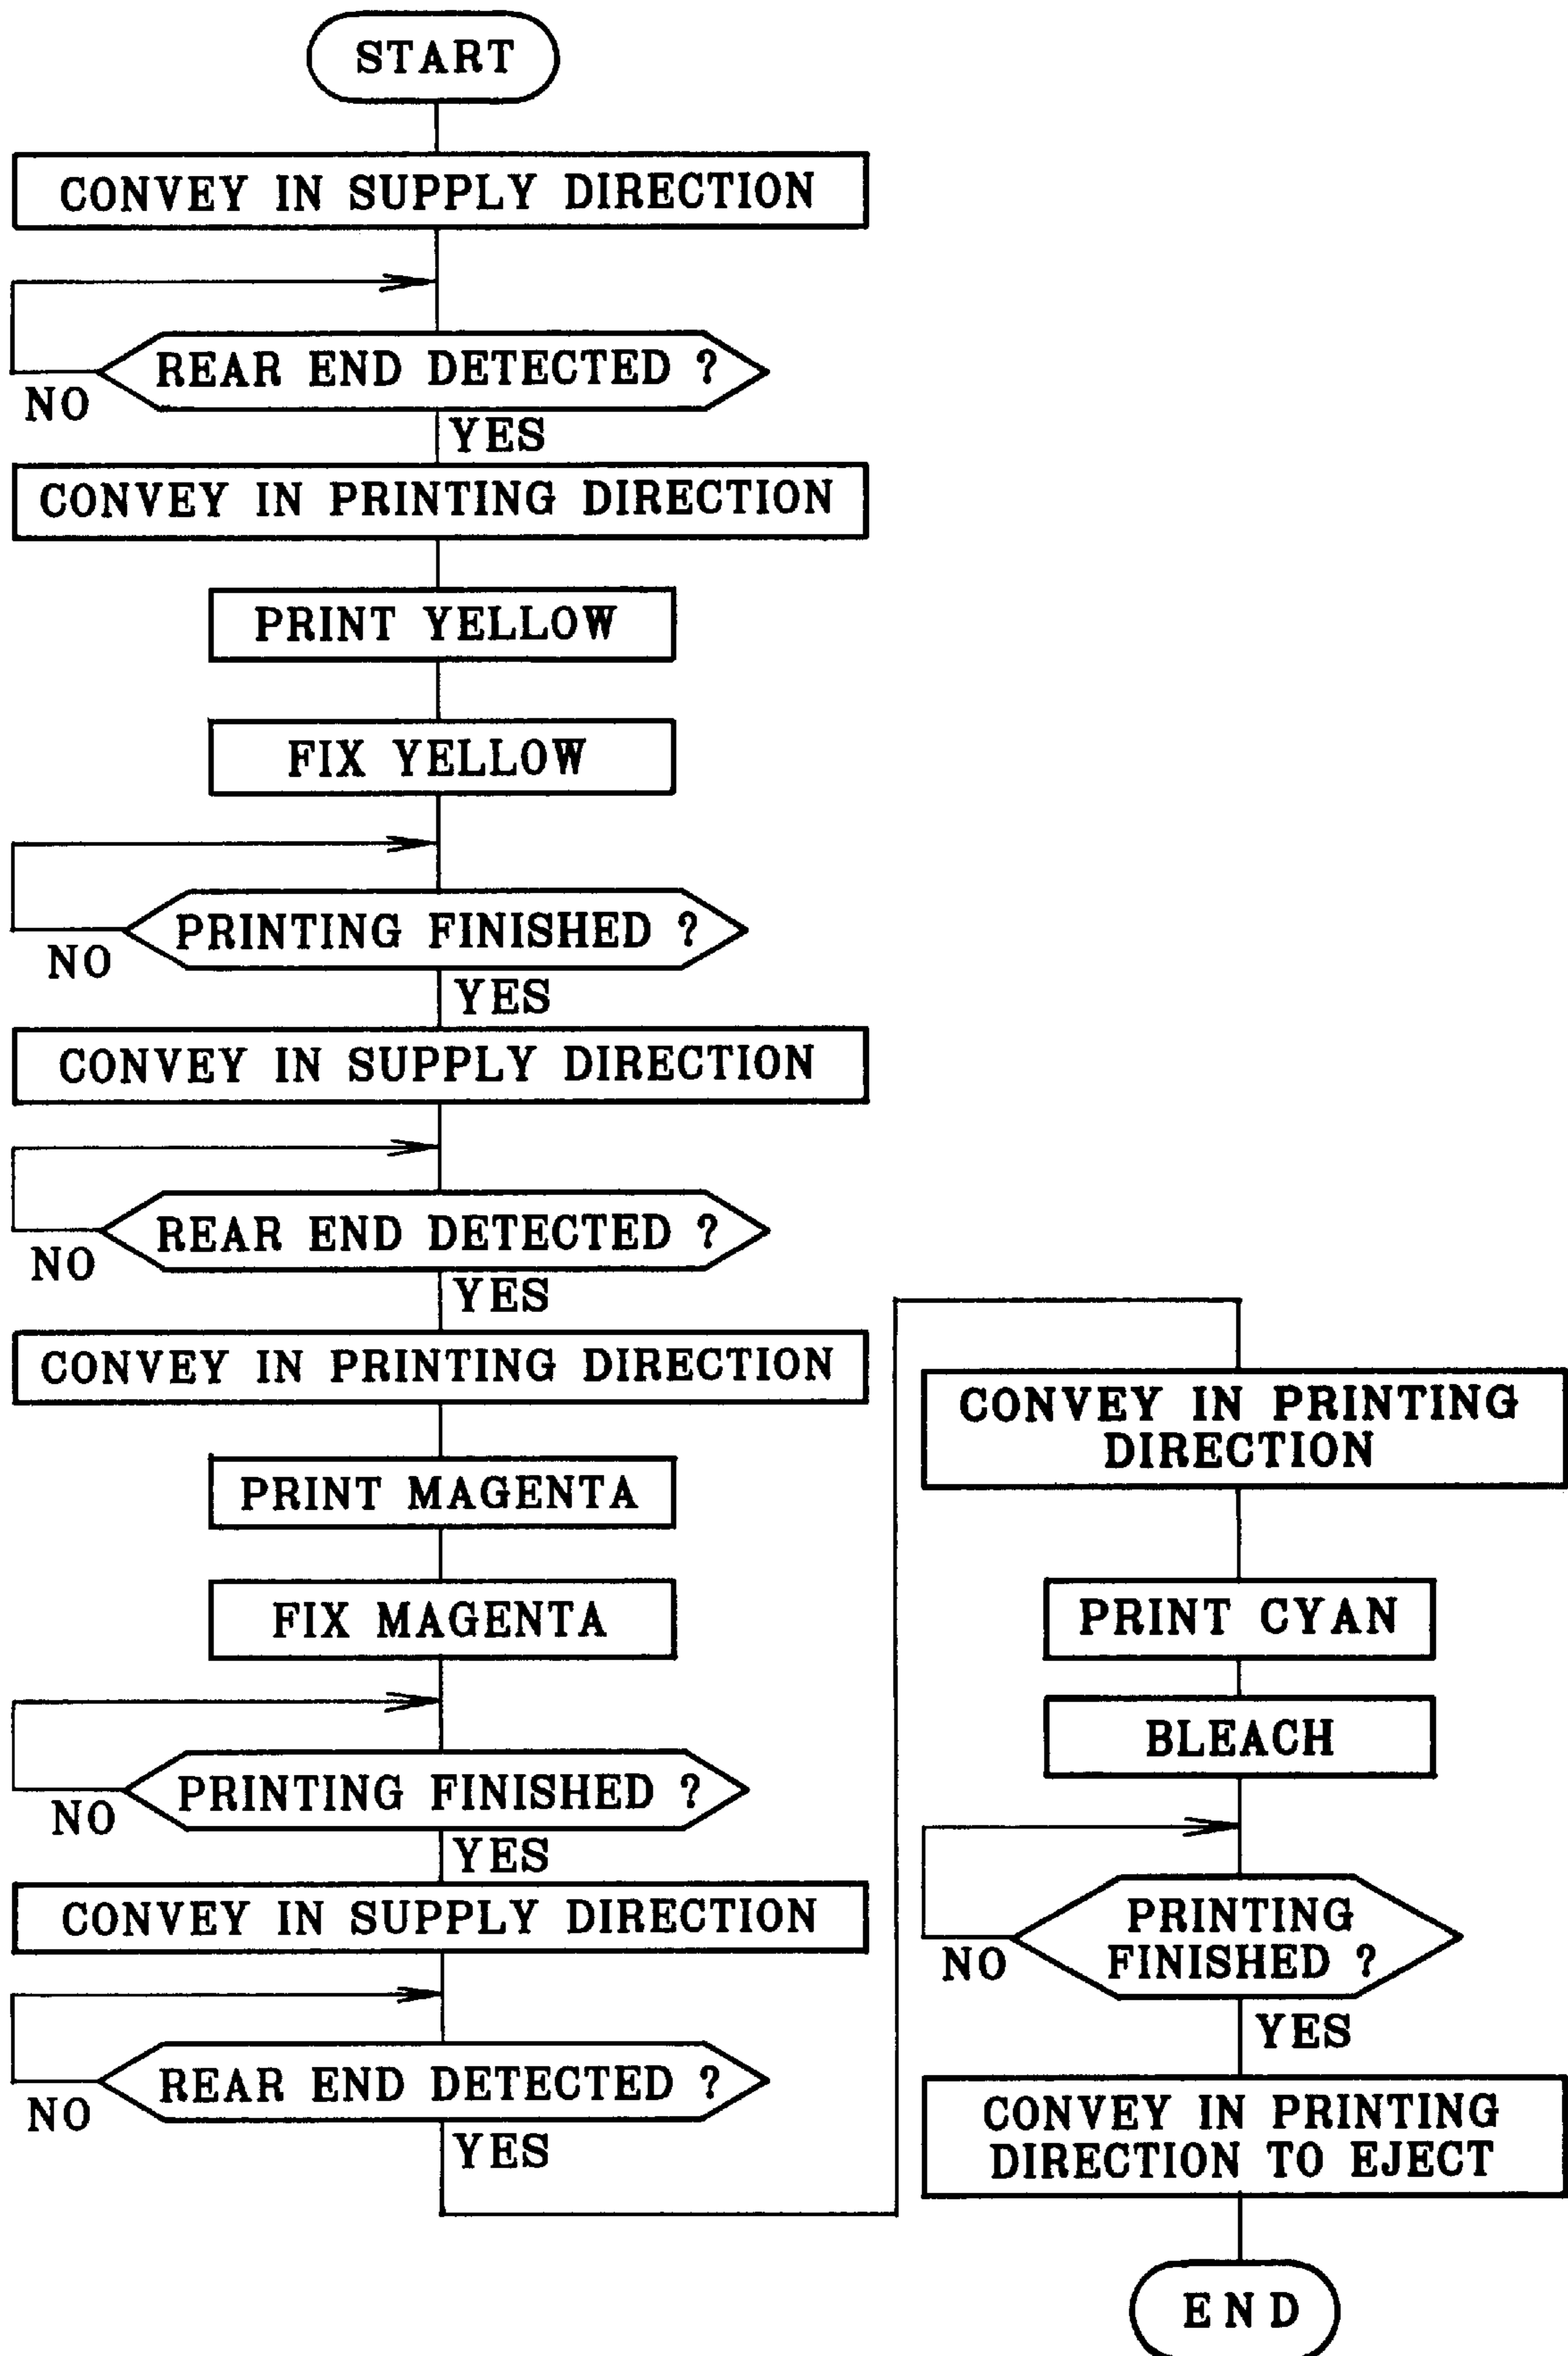 START
CONVEY IN SUPPLY DIRECTION
REAR END DETECTED ?
NO
YES
CONVEY IN PRINTING DIRECTION
PRINT YELLOW
FIX YELLOW
PRINTING FINISHED ?
NO
YES
CONVEY IN SUPPLY DIRECTION
REAR END DETECTED ?
NO
YES
CONVEY IN PRINTING DIRECTION
PRINT MAGENTA
FIX MAGENTA
PRINTING FINISHED ?
NO
YES
CONVEY IN SUPPLY DIRECTION
REAR END DETECTED ?
NO
YES
CONVEY IN PRINTING
DIRECTION
PRINT CYAN
BLEACH
PRINTING
FINISHED ?
NO
YES
CONVEY IN PRINTING
DIRECTION TO EJECT
END